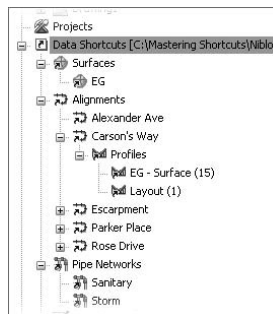 Projects
Data Shortcuts [C:\Mastering Shortcuts\Niblo
Surfaces
EG
Alignments
Alexander Ave
Carson's Way
Profiles
EG - Surface (15)
Layout (1)
Escarpment
Parker Place
Rose Drive
Pipe Networks
Sanitary
Storm